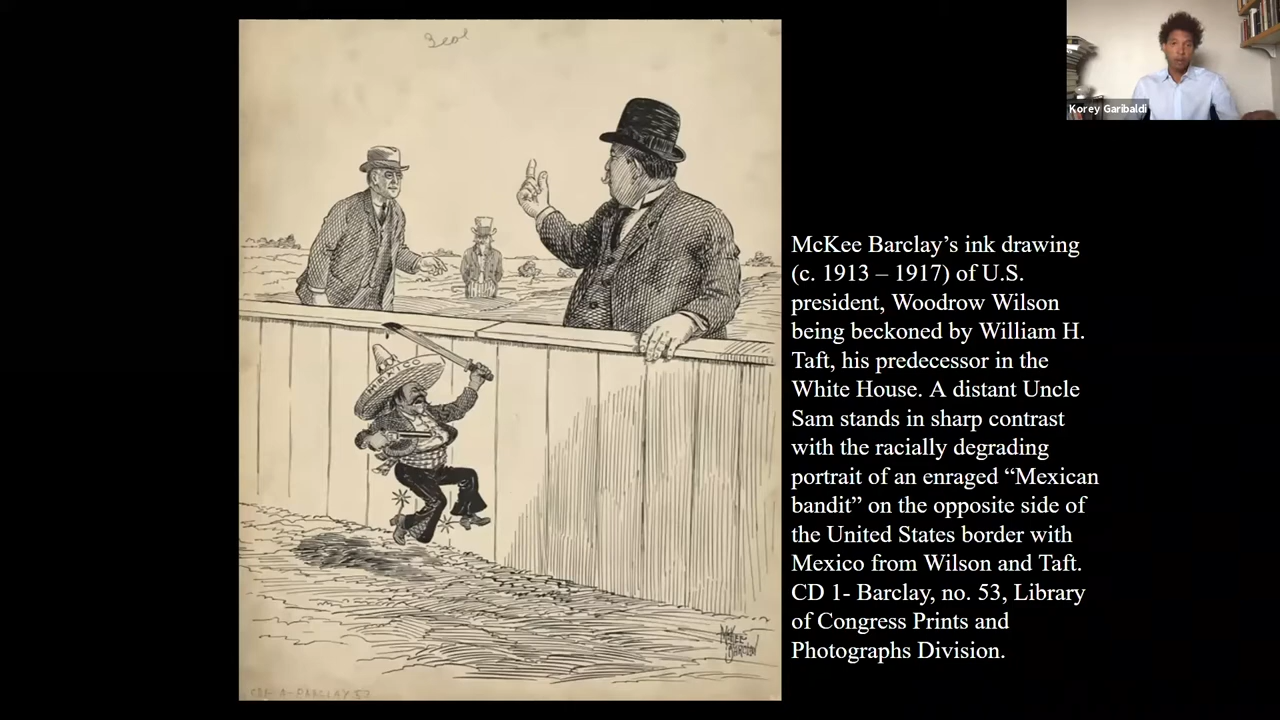 Korey Garibaldi
MEXICO
McKee Barclay’s ink drawing
(c. 1913 – 1917) of U.S.
president, Woodrow Wilson
being beckoned by William H.
Taft, his predecessor in the
White House. A distant Uncle
Sam stands in sharp contrast
with the racially degrading
portrait of an enraged “Mexican
bandit” on the opposite side of
the United States border with
Mexico from Wilson and Taft.
CD 1- Barclay, no. 53, Library
of Congress Prints and
Photographs Division.
McKEE
BARCLAY